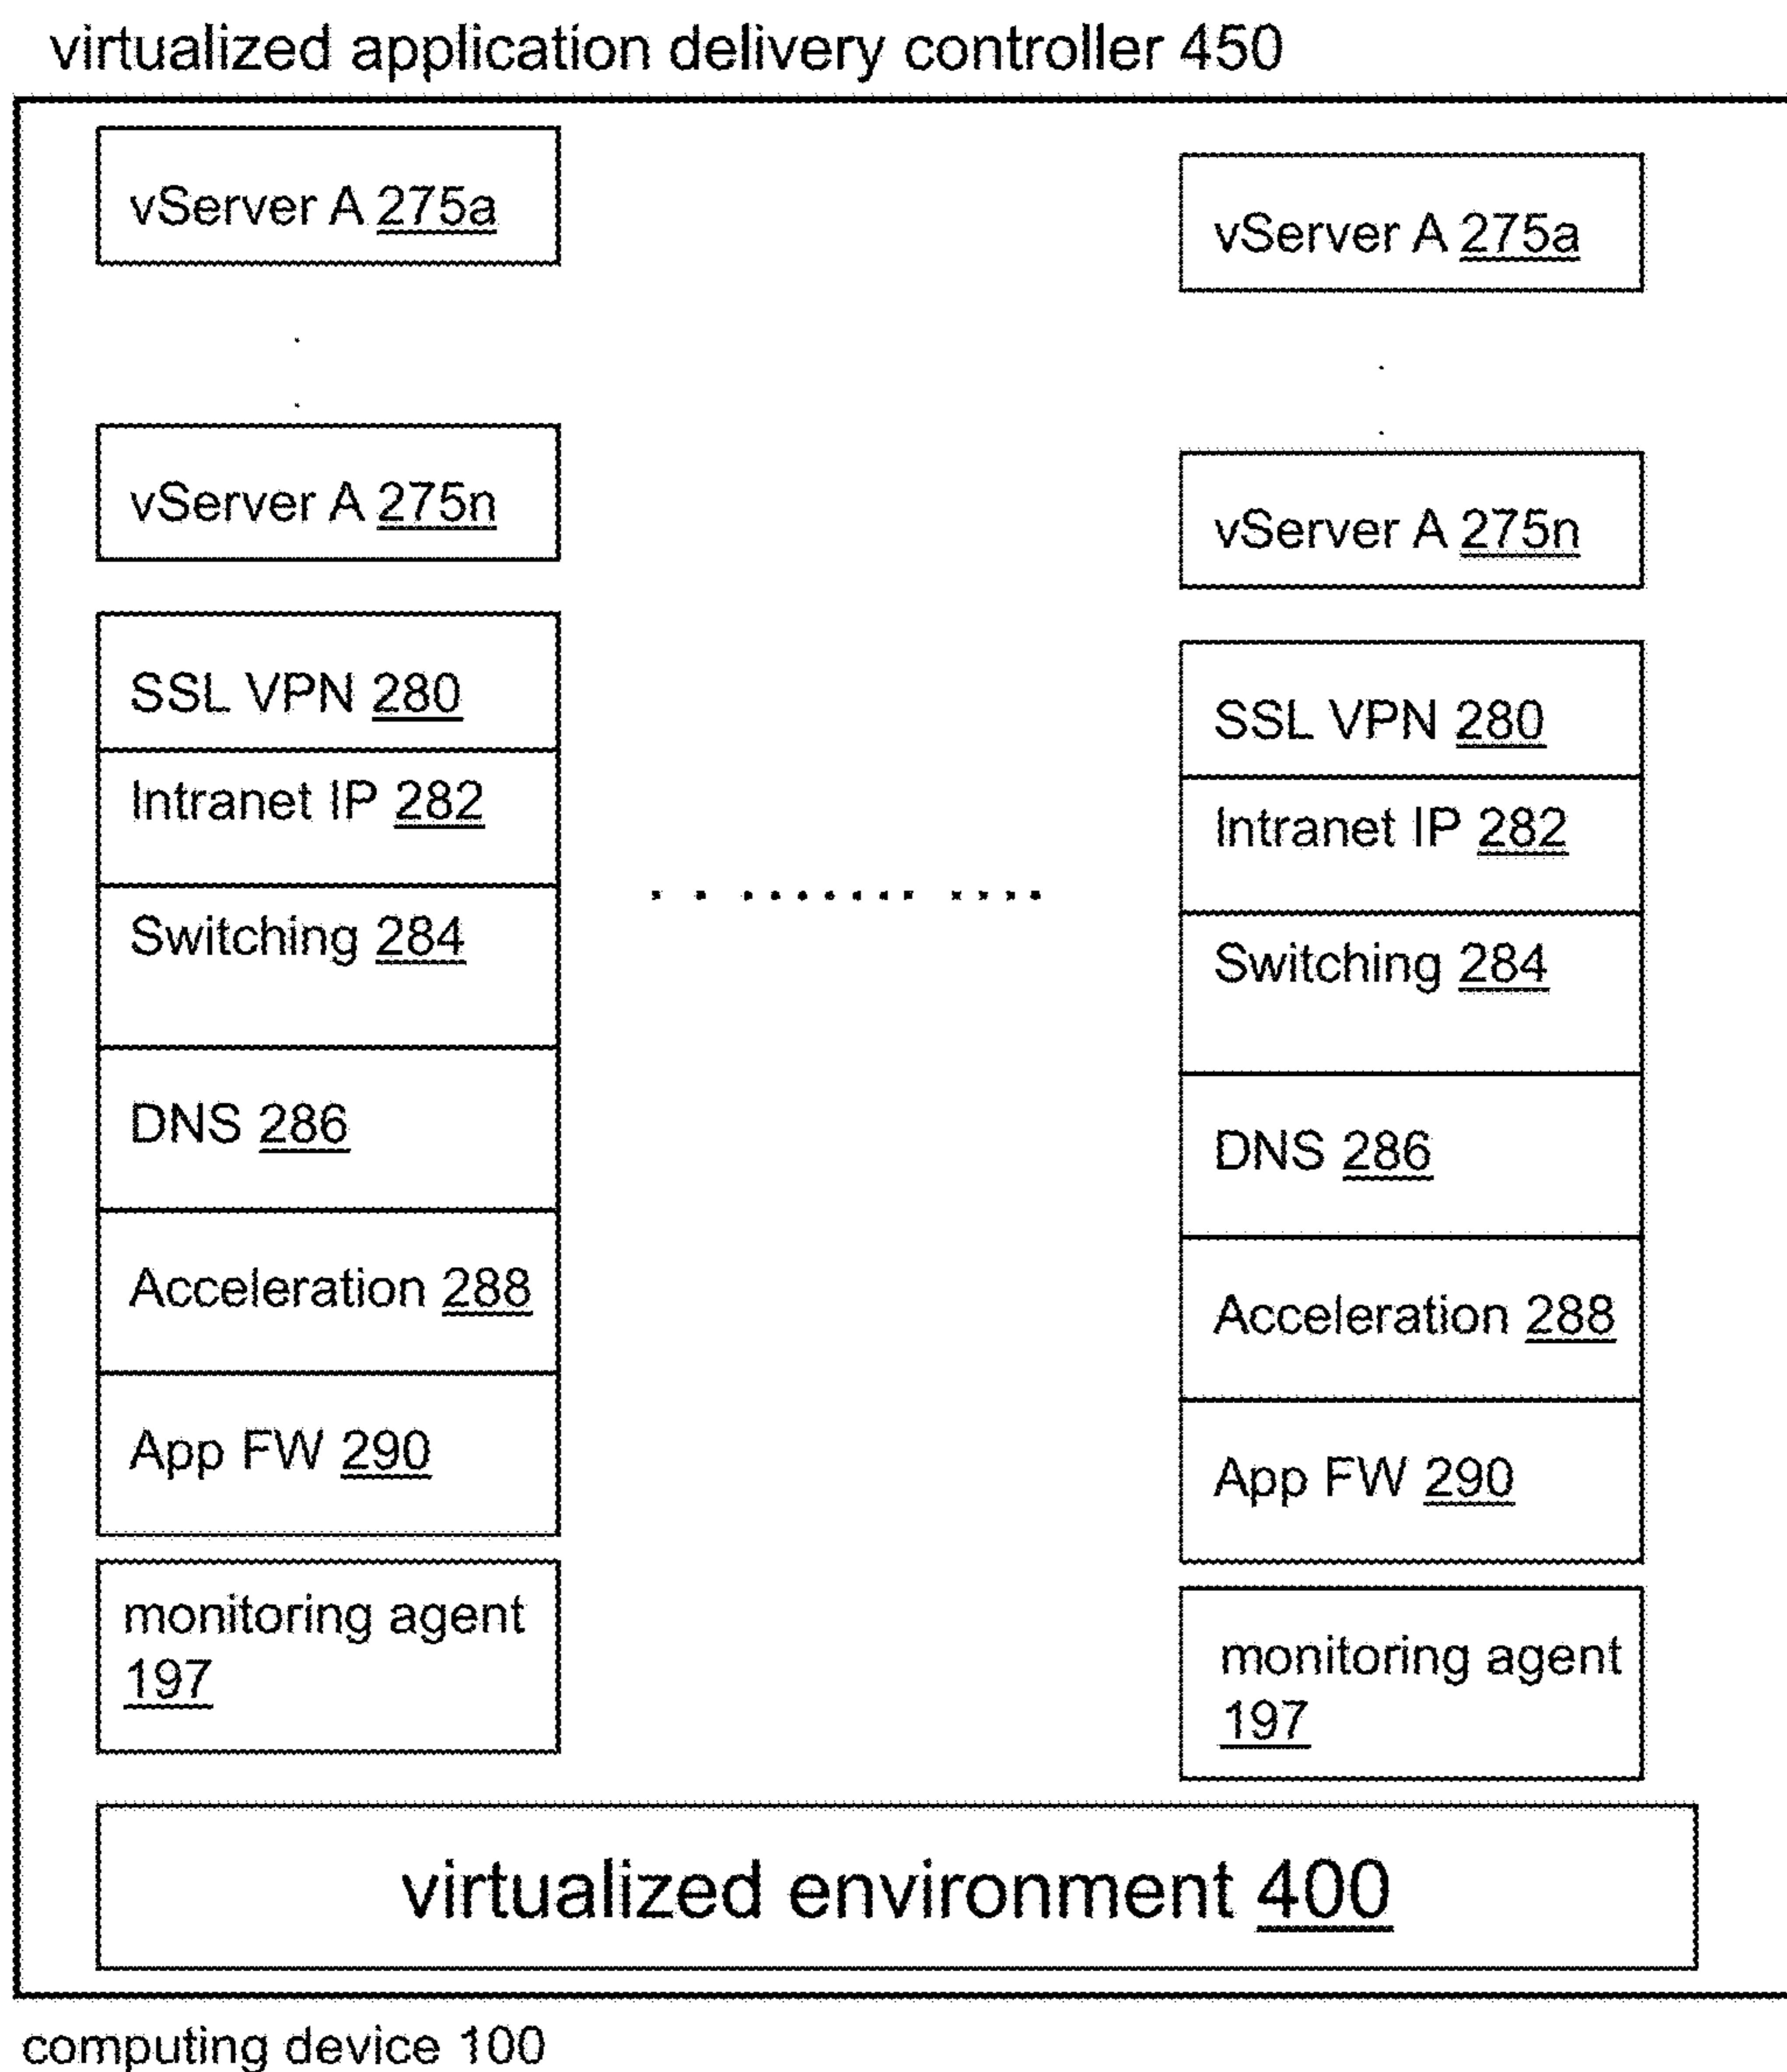 virtualized application delivery controller 450
vServer A 275a
vServer A 275n
SSL VPN 280
Intranet IP 282
Switching 284
DNS 286
Acceleration 288
App FW 290
monitoring agent
197
vServer A 275a
vServer A 275n
SSL VPN 280
Intranet IP 282
Switching 284
DNS 286
Acceleration 288
App FW 290
monitoring agent
197
virtualized environment 400
computing device 100